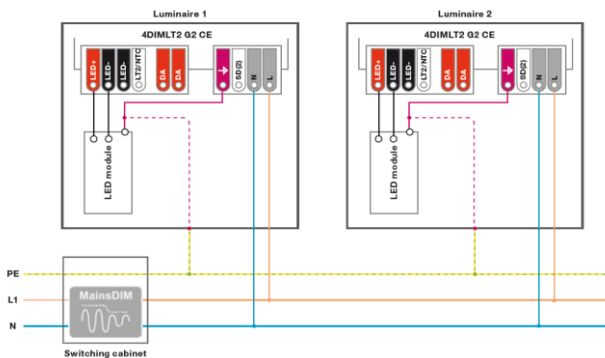 Luminaire 1
4DIMLT2 G2 CE
LED+
LED-
LED-
LT2/NTC
DA
DA
SD(2)
N
L
LED module
Luminaire 2
4DIMLT2 G2 CE
LED+
LED-
LED-
LT2/NTC
DA
DA
SD(2)
N
L
LED module
PE
L1
N
MainsDIM
Switching cabinet